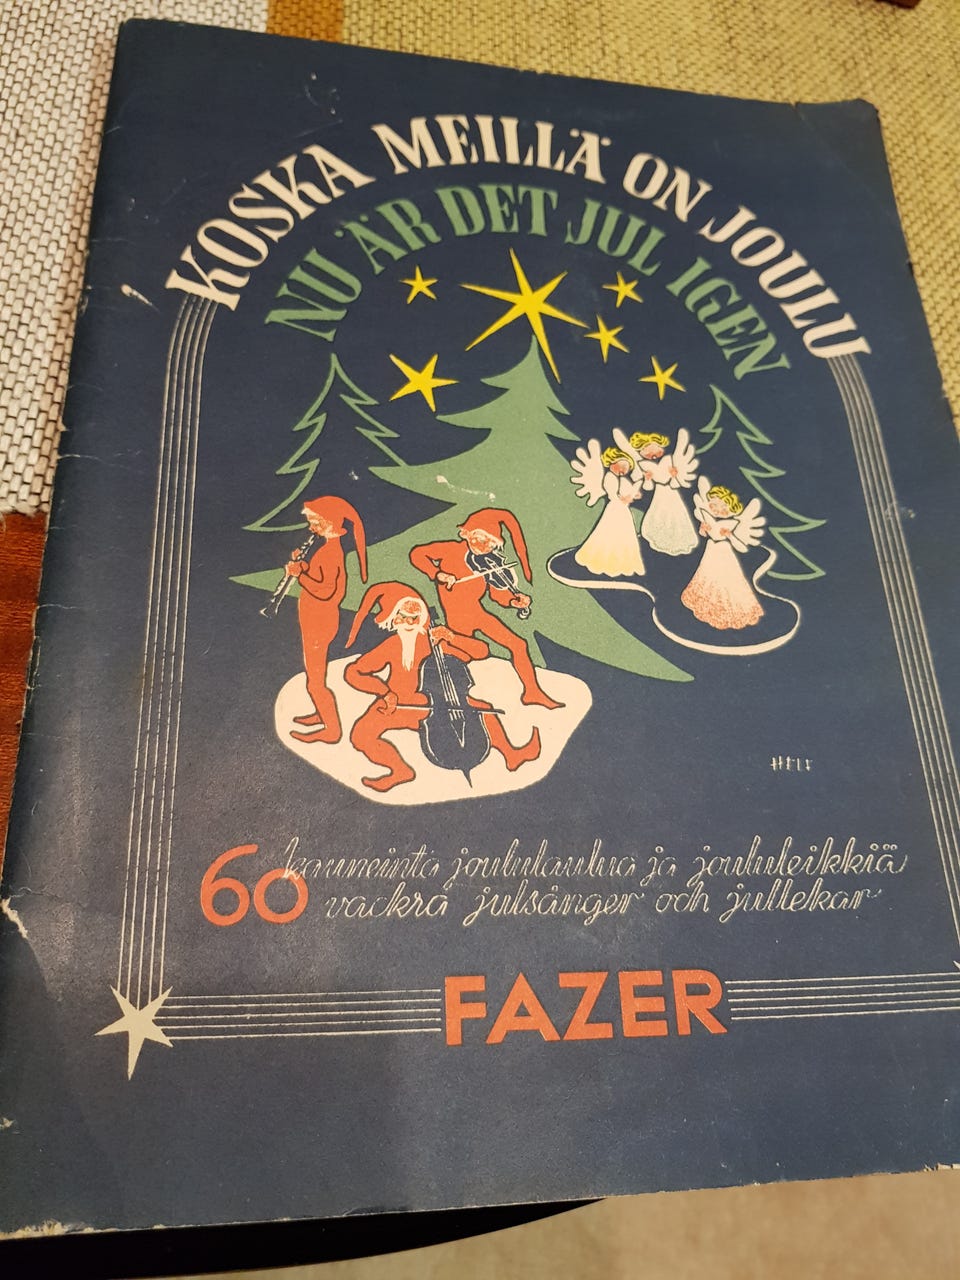 KOSKA MEILLÄ ON JOULU
NU ÄR DET JUL IGEN
60 kauneinta joululaulua ja joululeikkiä
vackra julsånger och jullekar
FAZER